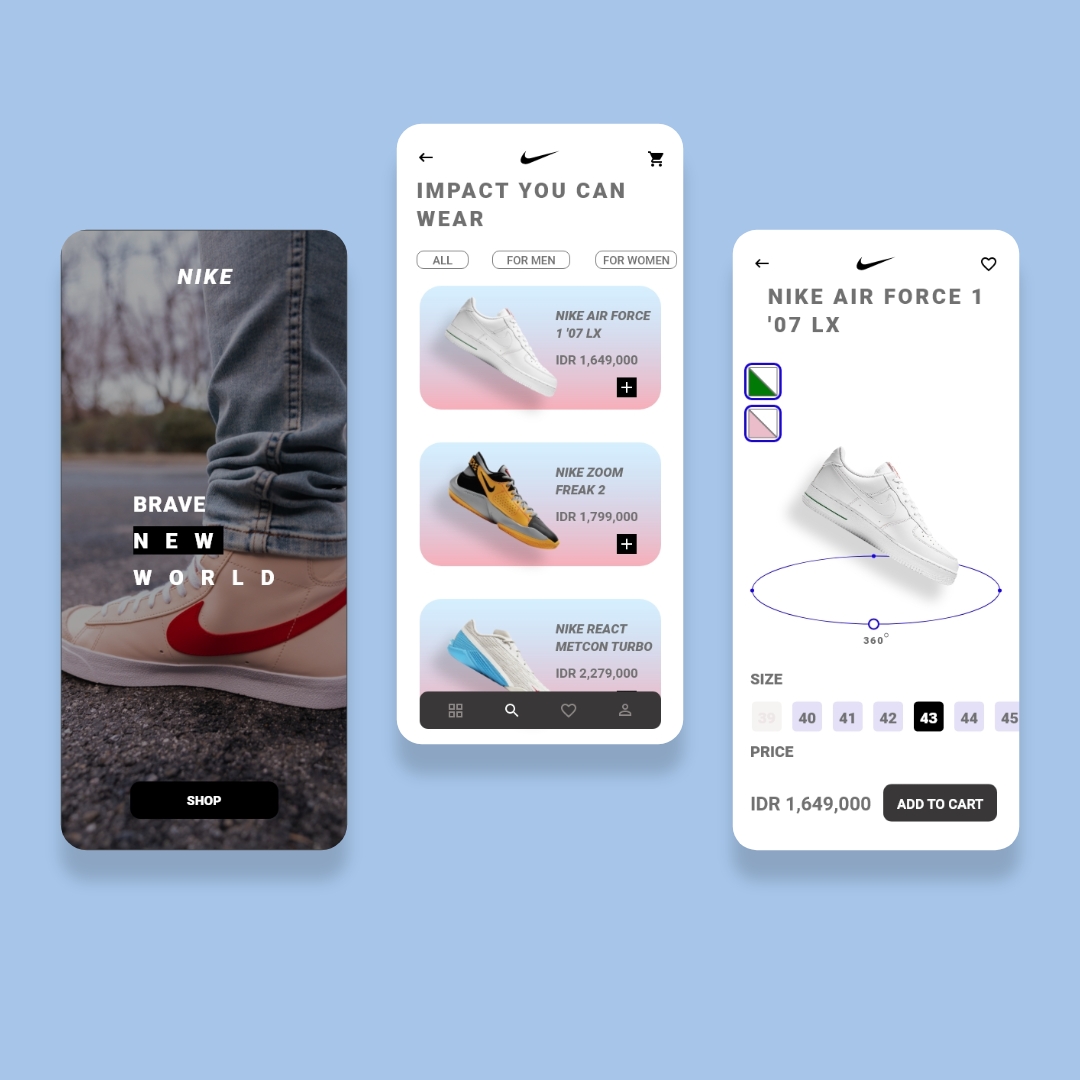 NIKE
BRAVE
NEW
WORLD
SHOP
IMPACT YOU CAN
WEAR
ALL
FOR MEN
FOR WOMEN
NIKE AIR FORCE
1 '07 LX
IDR 1,649,000
NIKE ZOOM
FREAK 2
IDR 1,799,000
NIKE REACT
METCON TURBO
IDR 2,279,000
NIKE AIR FORCE 1
'07 LX
360°
SIZE
39 40 41 42 43 44 45
PRICE
IDR 1,649,000
ADD TO CART